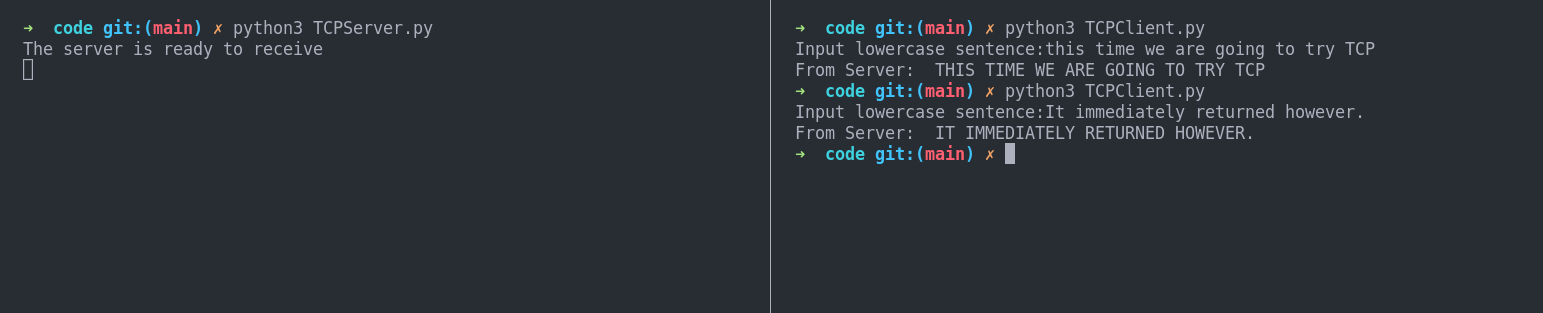 ➜  code git:(main) ✗ python3 TCPServer.py
The server is ready to receive
➜  code git:(main) ✗ python3 TCPClient.py
Input lowercase sentence:this time we are going to try TCP
From Server:  THIS TIME WE ARE GOING TO TRY TCP
➜  code git:(main) ✗ python3 TCPClient.py
Input lowercase sentence:It immediately returned however.
From Server:  IT IMMEDIATELY RETURNED HOWEVER.
➜  code git:(main) ✗